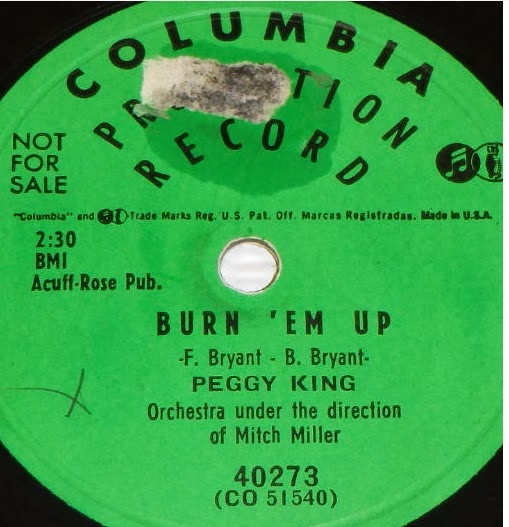 COLUMBIA
PR TION
RECORD
NOT
FOR
SALE
"Columbia" and Trade Marks Reg. U.S. Pat. Off. Marcas Registradas. Made in U.S.A.
2:30
BMI
Acuff-Rose Pub.
BURN 'EM UP
-F. Bryant - B. Bryant-
PEGGY KING
Orchestra under the direction
of Mitch Miller
40273
(CO 51540)